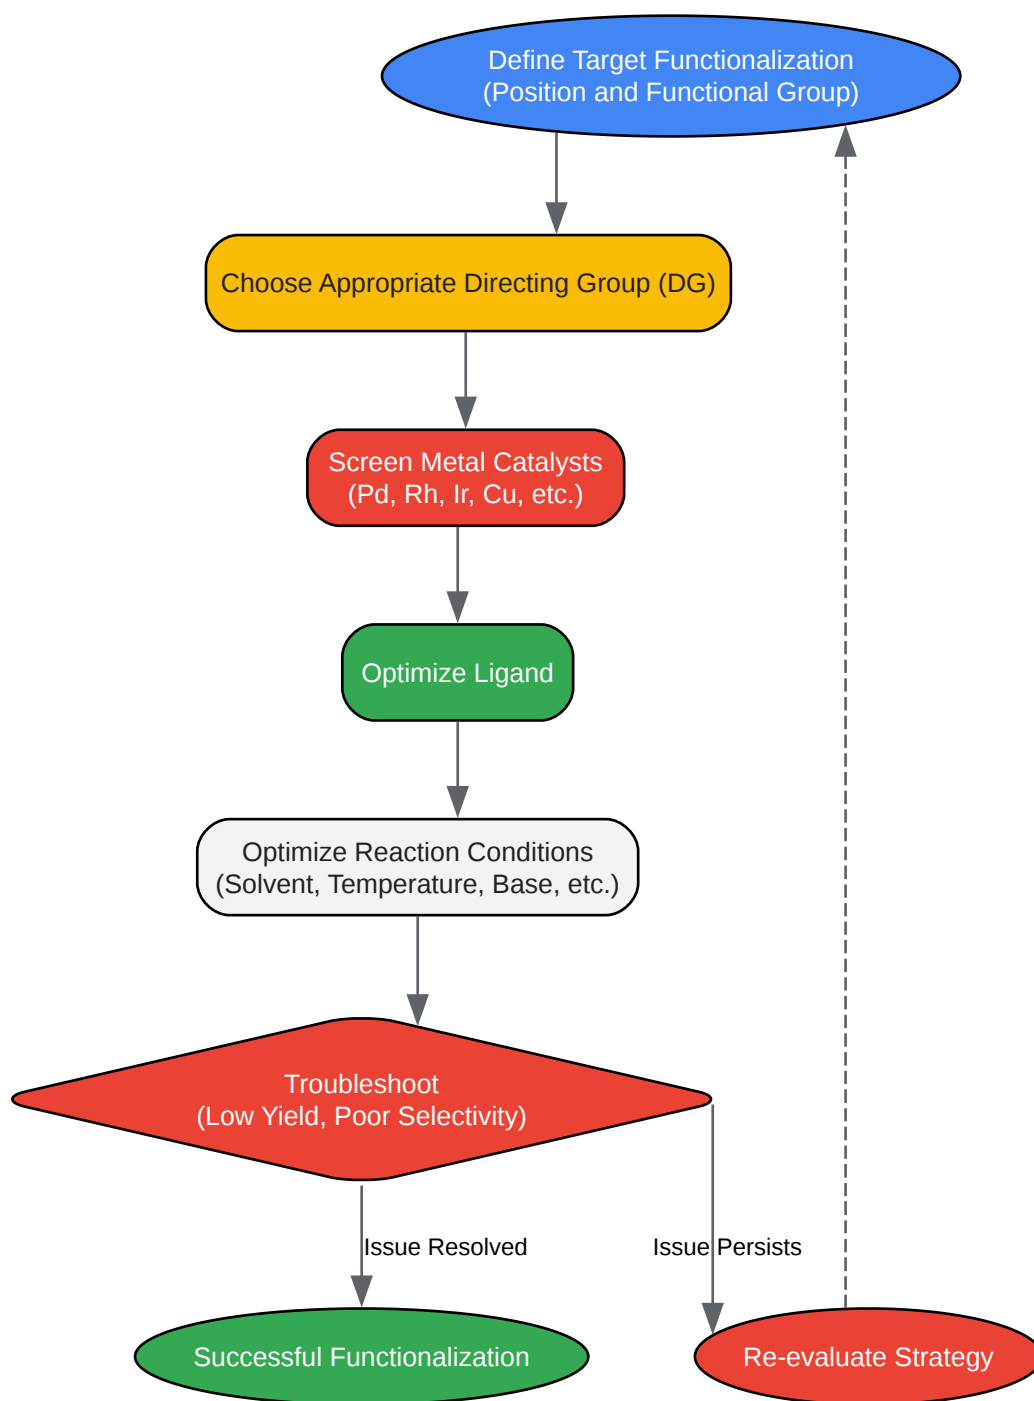 Define Target Functionalization
(Position and Functional Group)
Choose Appropriate Directing Group (DG)
Screen Metal Catalysts
(Pd, Rh, Ir, Cu, etc.)
Optimize Ligand
Optimize Reaction Conditions
(Solvent, Temperature, Base, etc.)
Troubleshoot
(Low Yield, Poor Selectivity)
Issue Resolved
Issue Persists
Successful Functionalization
Re-evaluate Strategy